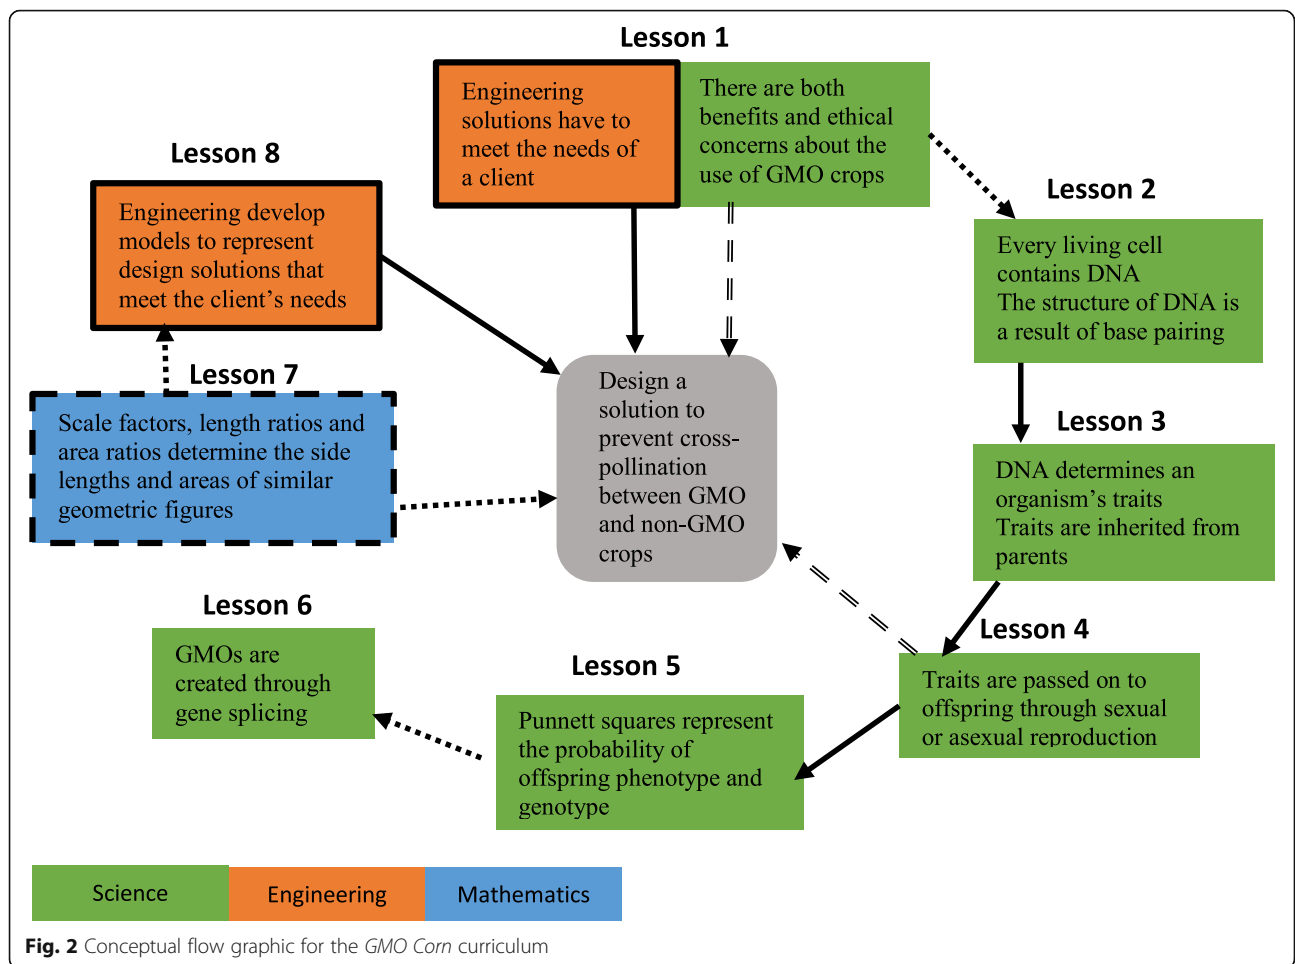 Lesson 1
Engineering
solutions have to
meet the needs of
a client
There are both
benefits and ethical
concerns about the
use of GMO crops
Lesson 2
Every living cell
contains DNA
The structure of DNA is
a result of base pairing
Lesson 3
DNA determines an
organism's traits
Traits are inherited from
parents
Lesson 4
Traits are passed on to
offspring through sexual
or asexual reproduction
Lesson 5
Punnett squares represent
the probability of
offspring phenotype and
genotype
Lesson 6
GMOs are
created through
gene splicing
Lesson 7
Scale factors, length ratios and
area ratios determine the side
lengths and areas of similar
geometric figures
Lesson 8
Engineering develop
models to represent
design solutions that
meet the client's needs
Design a
solution to
prevent cross-
pollination
between GMO
and non-GMO
crops
Science
Engineering
Mathematics
Fig. 2 Conceptual flow graphic for the GMO Corn curriculum